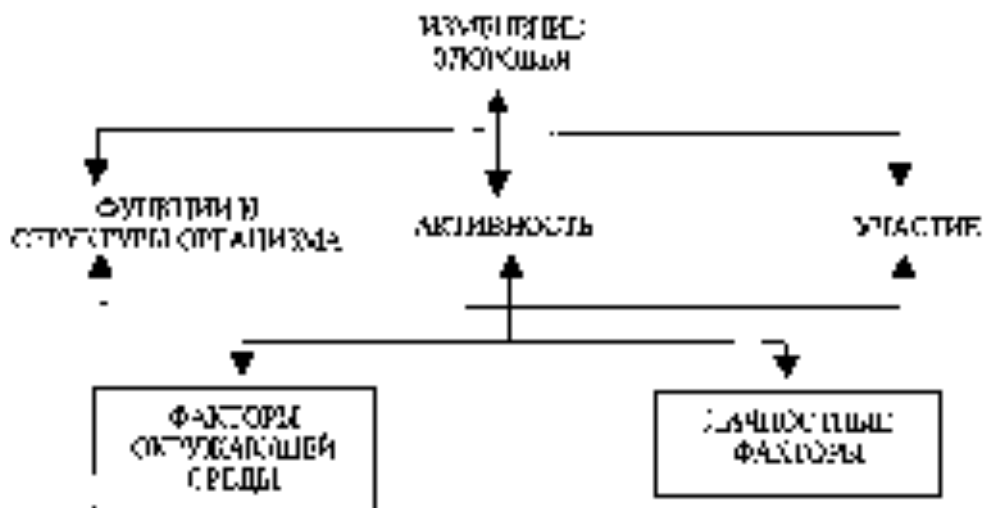 ИЗМЕНЕНИЕ
ЗДОРОВЬЯ
ФУНКЦИИ И
СТРУКТУРЫ ОРГАНИЗМА
АКТИВНОСТЬ
УЧАСТИЕ
ФАКТОРЫ
ОКРУЖАЮЩЕЙ
СРЕДЫ
ЛИЧНОСТНЫЕ
ФАКТОРЫ